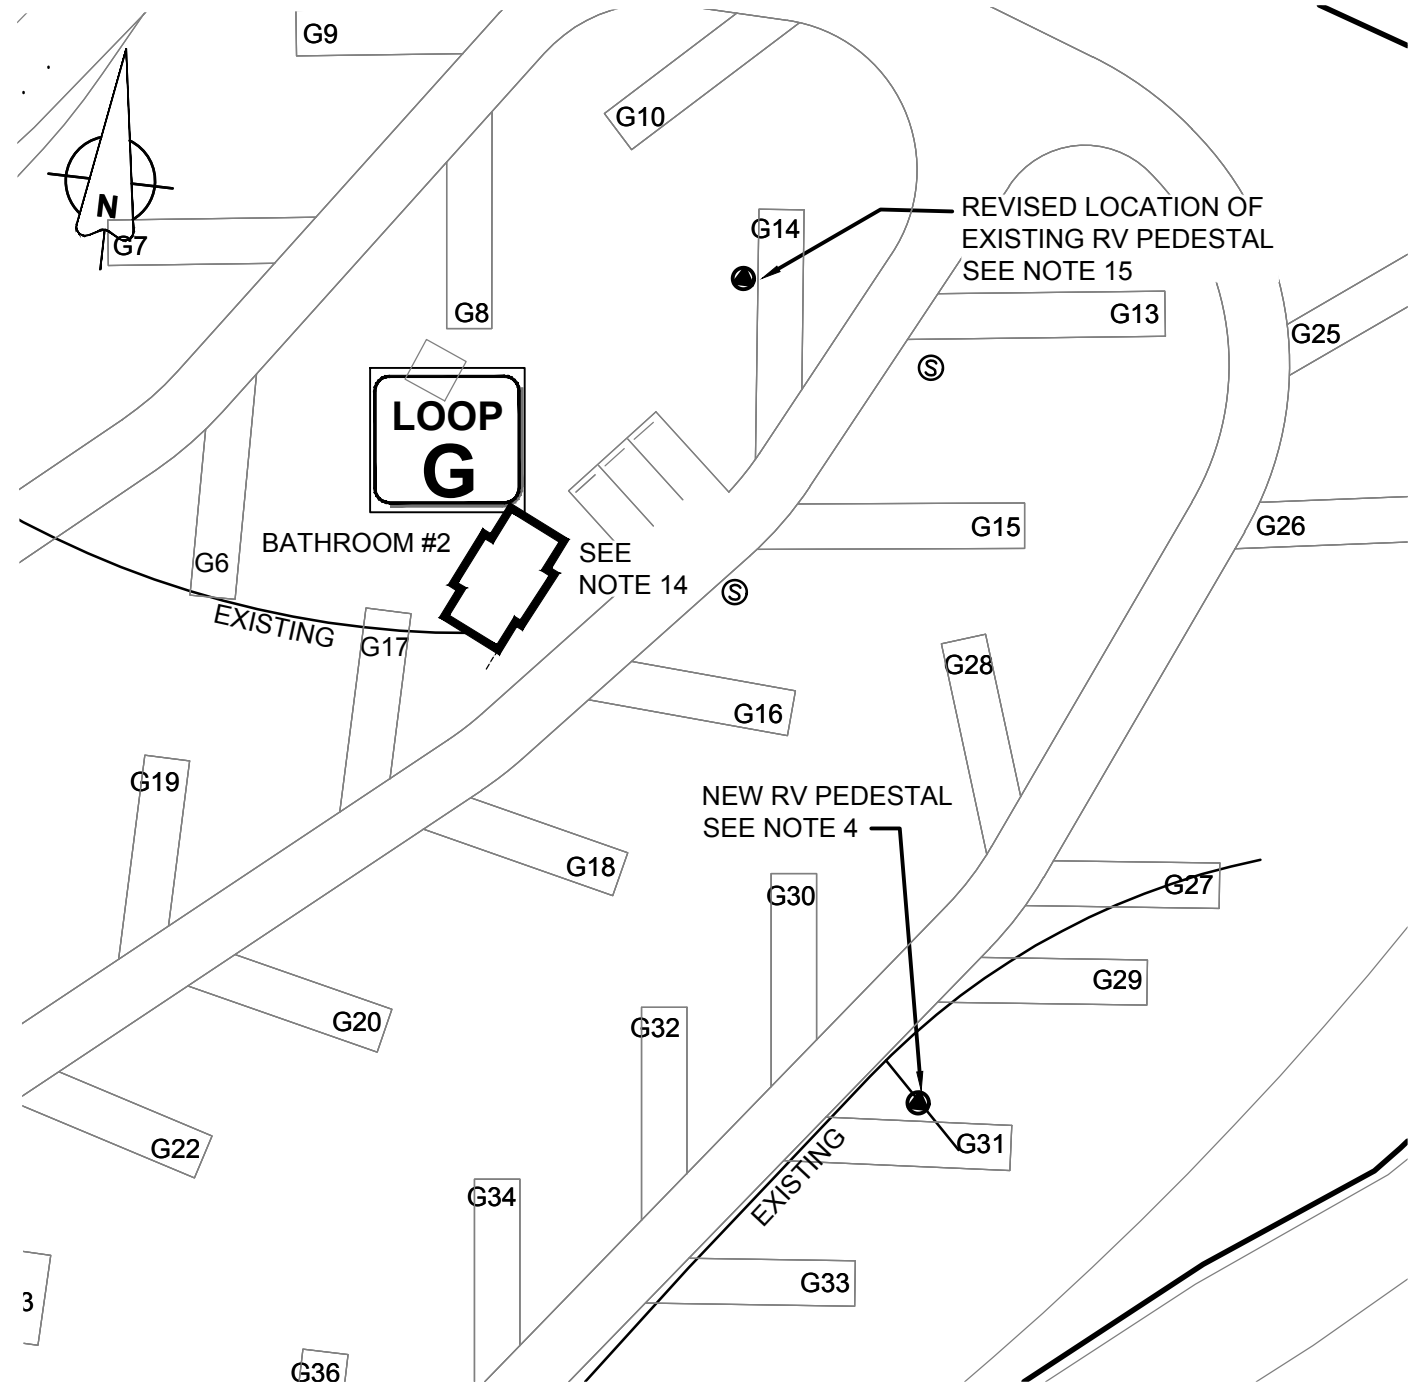 G9
G10
N
G7
G8
G14
REVISED LOCATION OF
EXISTING RV PEDESTAL
SEE NOTE 15
G13
G25
S
LOOP
G
BATHROOM #2
SEE
NOTE 14
G15
G26
G6
S
EXISTING
G17
G28
G16
G19
NEW RV PEDESTAL
SEE NOTE 4
G18
G30
G27
G29
G20
G32
G22
G31
EXISTING
G34
G33
3
G36